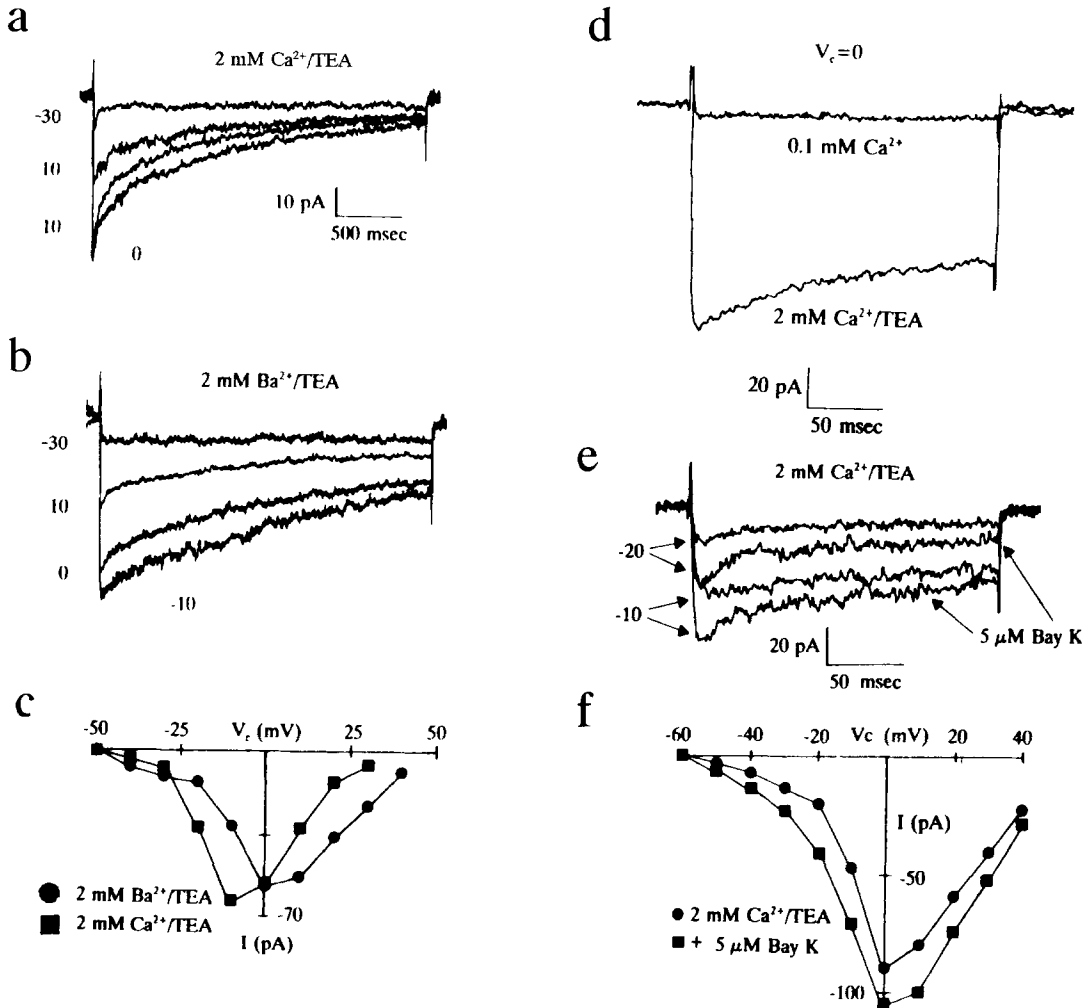 a
2 mM Ca²⁺/TEA
-30
10
10
0
10 pA
500 msec
b
2 mM Ba²⁺/TEA
-30
10
0
-10
c
-50
-25
V꜀ (mV)
25
50
-70
I (pA)
2 mM Ba²⁺/TEA
2 mM Ca²⁺/TEA
d
V꜀=0
0.1 mM Ca²⁺
2 mM Ca²⁺/TEA
20 pA
50 msec
e
2 mM Ca²⁺/TEA
-20
-10
5 μM Bay K
20 pA
50 msec
f
-60
-40
-20
Vc (mV)
20
40
I (pA)
-50
-100
2 mM Ca²⁺/TEA
+ 5 μM Bay K